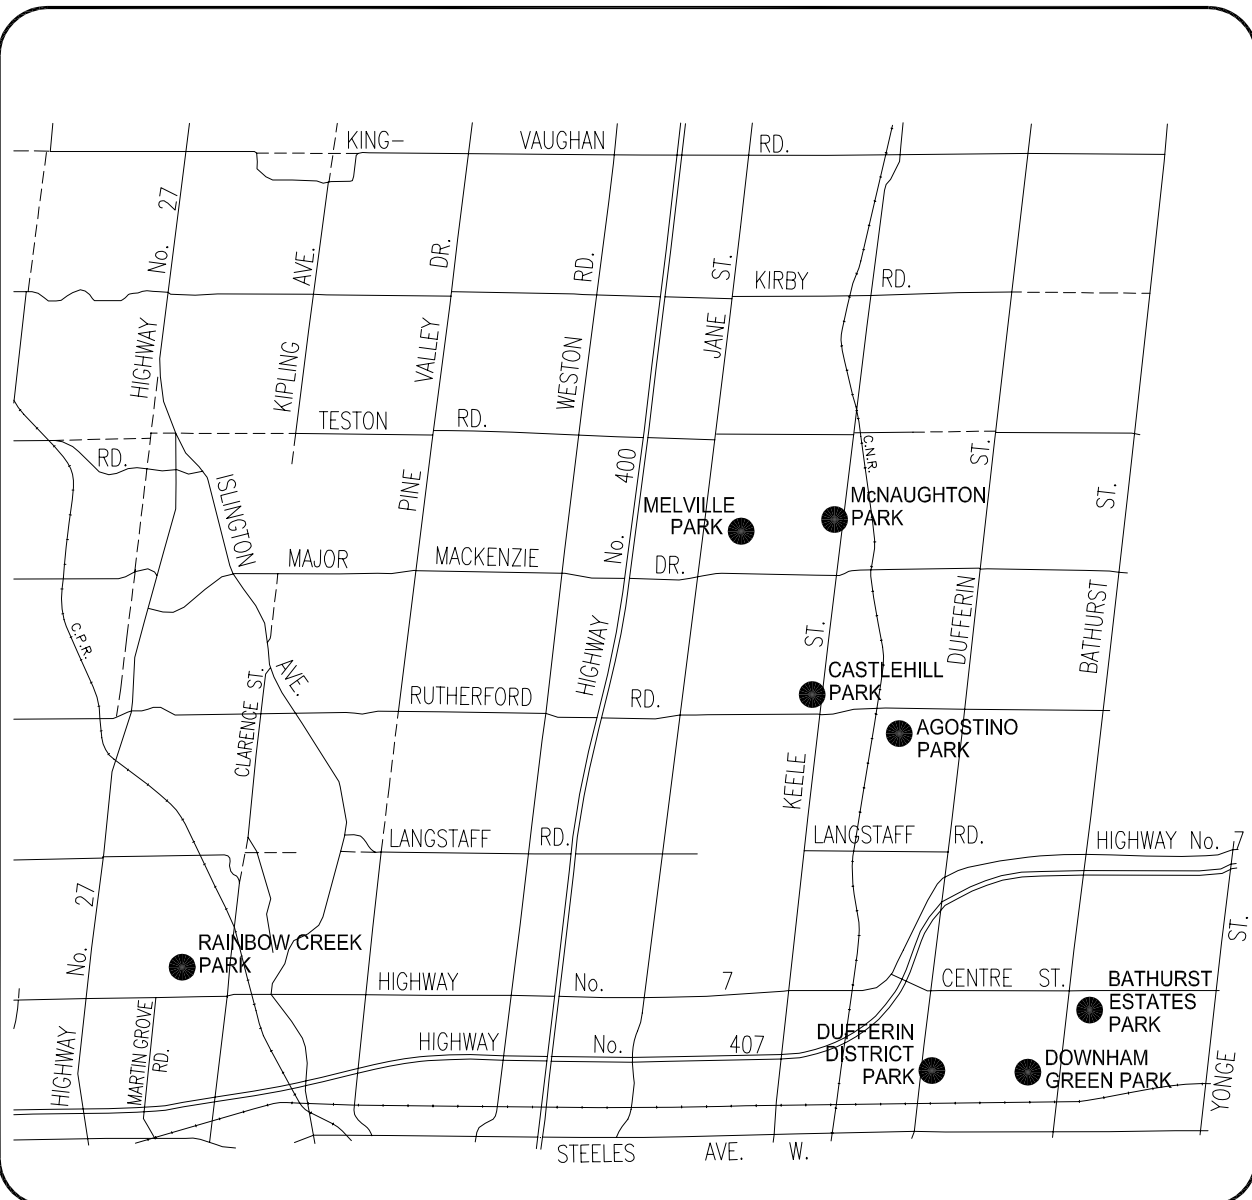 KING–
VAUGHAN
RD.
HIGHWAY No. 27
KIPLING AVE.
PINE VALLEY DR.
WESTON RD.
HIGHWAY No. 400
JANE ST.
KIRBY
RD.
TESTON
RD.
RD.
ISLINGTON
AVE.
C.N.R.
DUFFERIN ST.
BATHURST ST.
MELVILLE
PARK
McNAUGHTON
PARK
MAJOR
MACKENZIE
DR.
C.P.R.
CLARENCE ST.
KEELE ST.
CASTLEHILL
PARK
RUTHERFORD
RD.
AGOSTINO
PARK
LANGSTAFF
RD.
LANGSTAFF
RD.
HIGHWAY No. 7
HIGHWAY No. 27
RAINBOW CREEK
PARK
HIGHWAY
No.
7
CENTRE ST.
BATHURST
ESTATES
PARK
MARTIN GROVE
RD.
HIGHWAY
No.
407
DUFFERIN
DISTRICT
PARK
DOWNHAM
GREEN PARK
YONGE ST.
STEELES
AVE.
W.